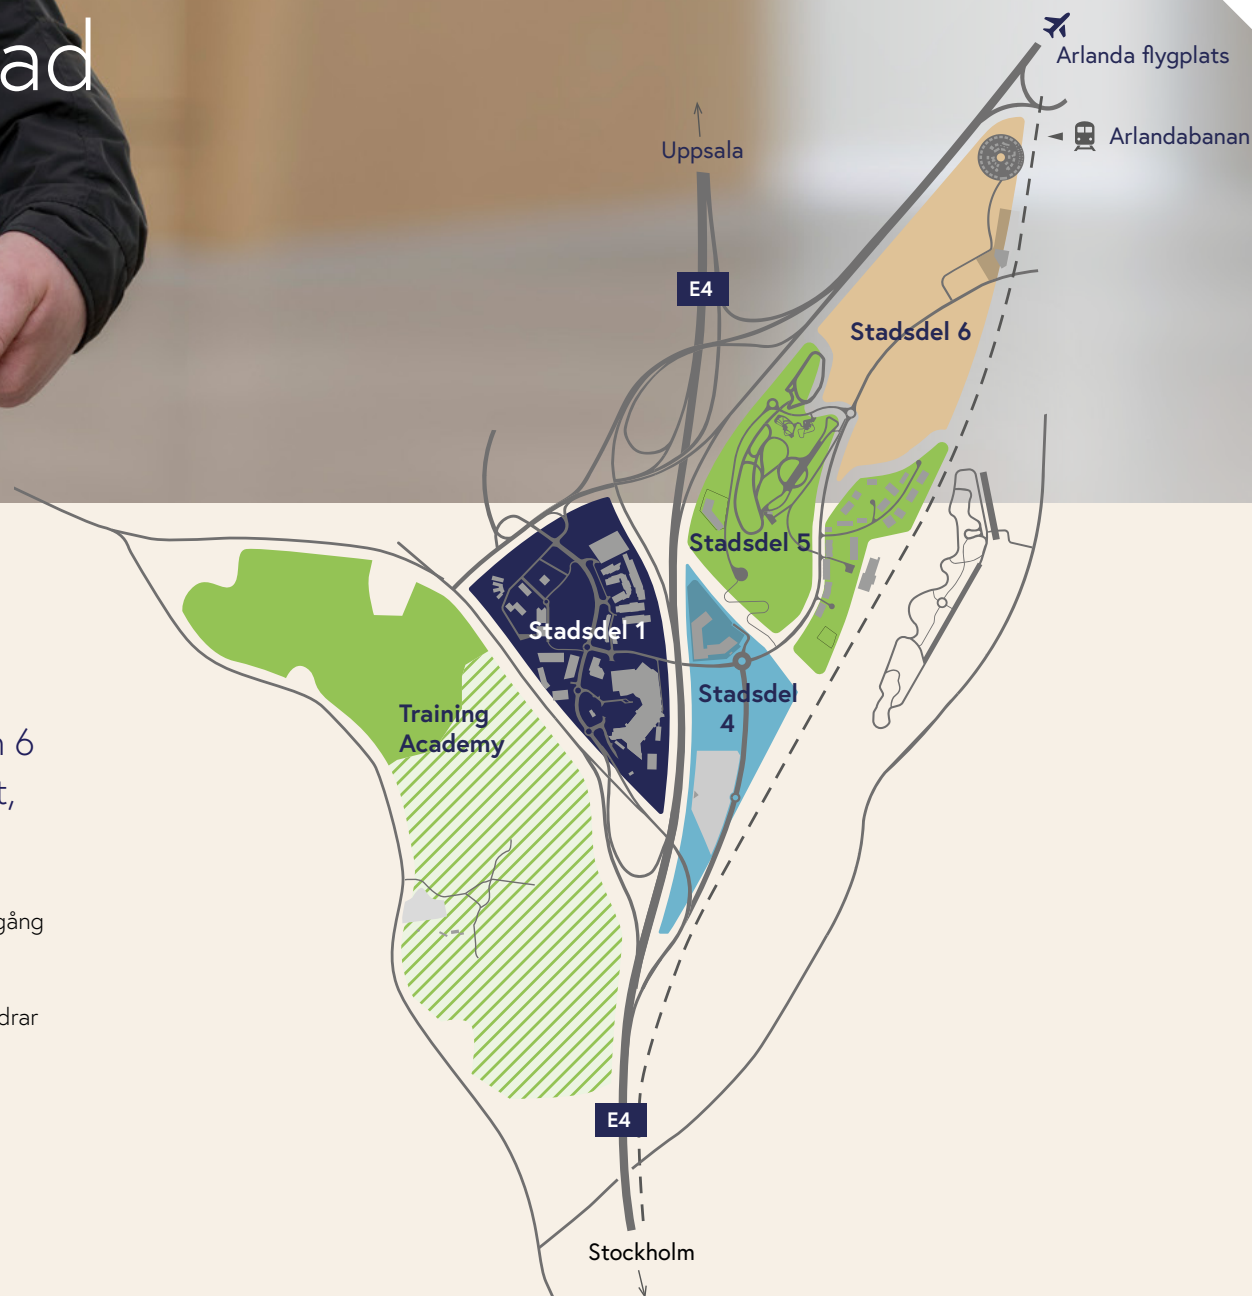 ad
Arlanda flygplats
Arlandabanan
Uppsala
E4
Stadsdel 6
Stadsdel 5
Stadsdel 1
Stadsdel
4
Training
Academy
n 6
t,
gång
drar
E4
Stockholm